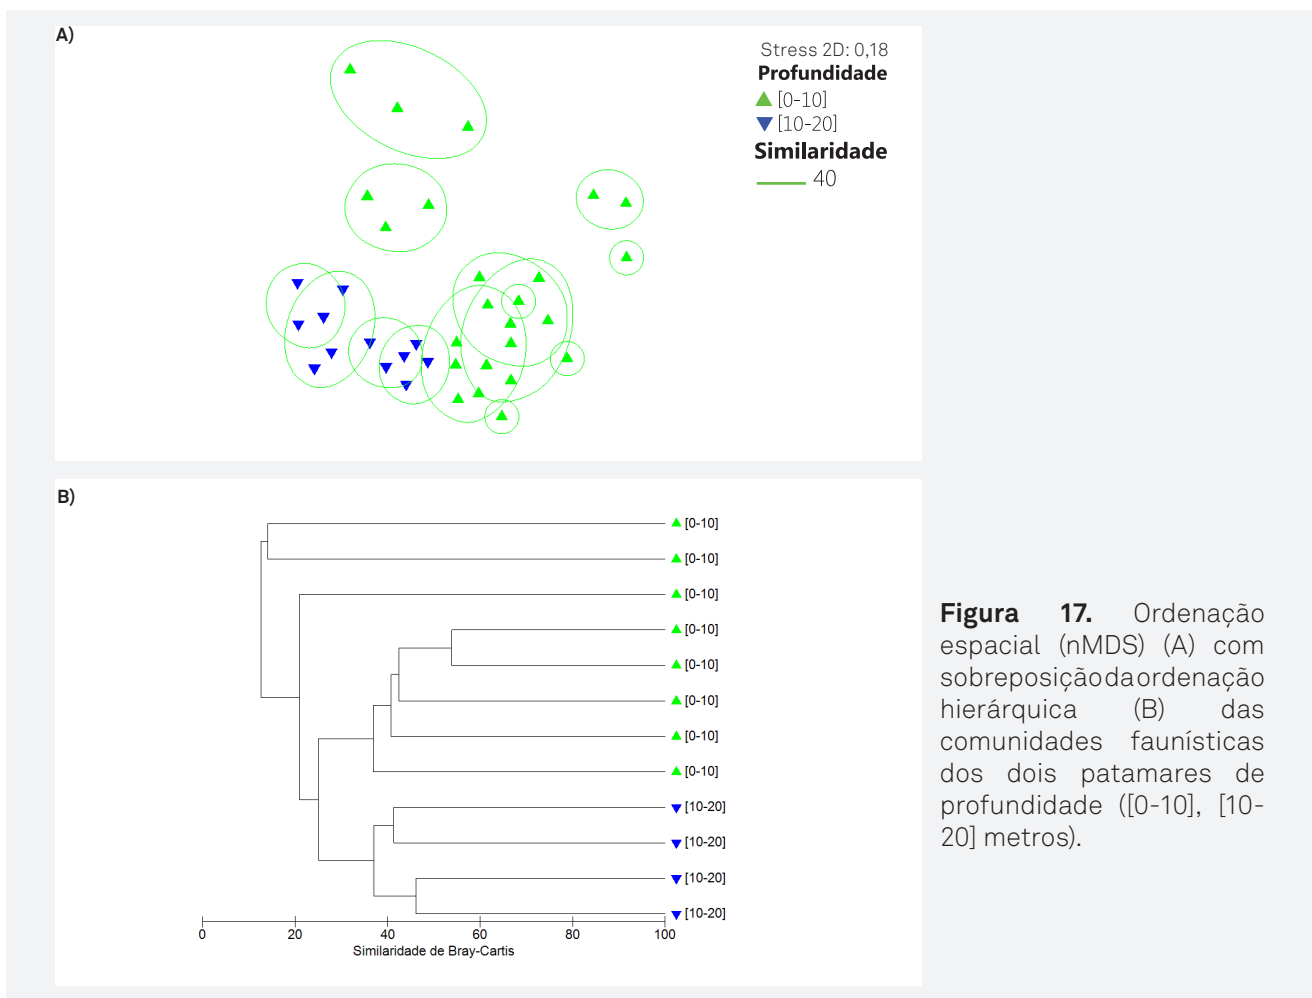 A)
Stress 2D: 0,18
Profundidade
[0-10]
[10-20]
Similaridade
40
B)
[0-10]
[0-10]
[0-10]
[0-10]
[0-10]
[0-10]
[0-10]
[0-10]
[10-20]
[10-20]
[10-20]
[10-20]
0 20 40 60 80 100
Similaridade de Bray-Cartis
Figura 17. Ordenação
espacial (nMDS) (A) com
sobreposiçãodaordenação
hierárquica (B) das
comunidades faunísticas
dos dois patamares de
profundidade ([0-10], [10-
20] metros).